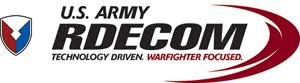 U.S. ARMY
RDECOM
TECHNOLOGY DRIVEN. WARFIGHTER FOCUSED.